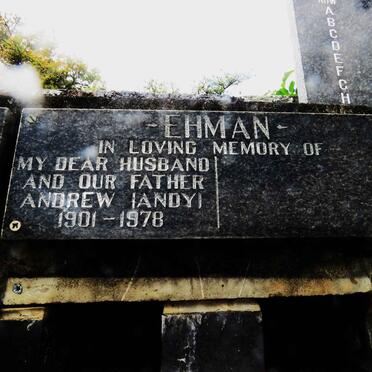 -EHMAN-
IN LOVING MEMORY OF
MY DEAR HUSBAND
AND OUR FATHER
ANDREW (ANDY)
1901-1978
A
B
C
D
E
F
C
H